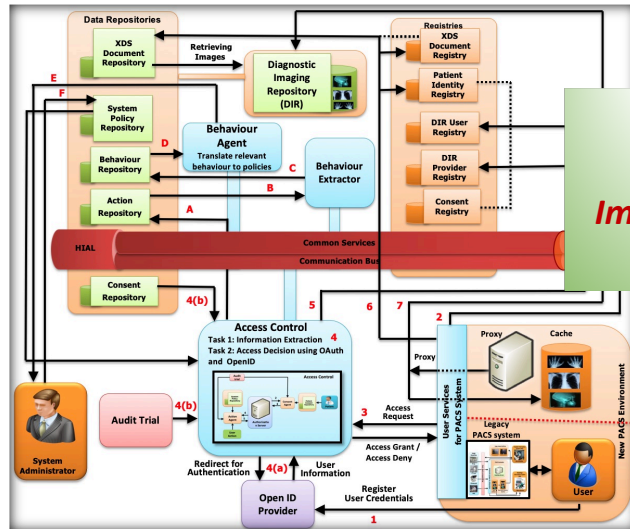 Data Repositories
XDS
Document
Repository
Retrieving
Images
Diagnostic
Imaging
Repository
(DIR)
Registries
XDS
Document
Registry
Patient
Identity
Registry
DIR User
Registry
DIR
Provider
Registry
Consent
Registry
E
F
System
Policy
Repository
Behaviour
Agent
Translate relevant
behaviour to policies
D
Behaviour
Repository
C
Behaviour
Extractor
B
Action
Repository
A
Im
HIAL
Common Services
Communication Bus
Consent
Repository
4(b)
5
6
7
2
Access Control
4
Task 1: Information Extraction
Task 2: Access Decision using OAuth
and OpenID
Access Control
Proxy
Cache
Proxy
User Services
for PACS System
New PACS Environment
System
Administrator
Audit Trial
4(b)
3
Access
Request
Access Grant /
Access Deny
Legacy
PACS system
User
Redirect for
Authentication
4(a)
User
Information
Open ID
Provider
Register
User Credentials
1